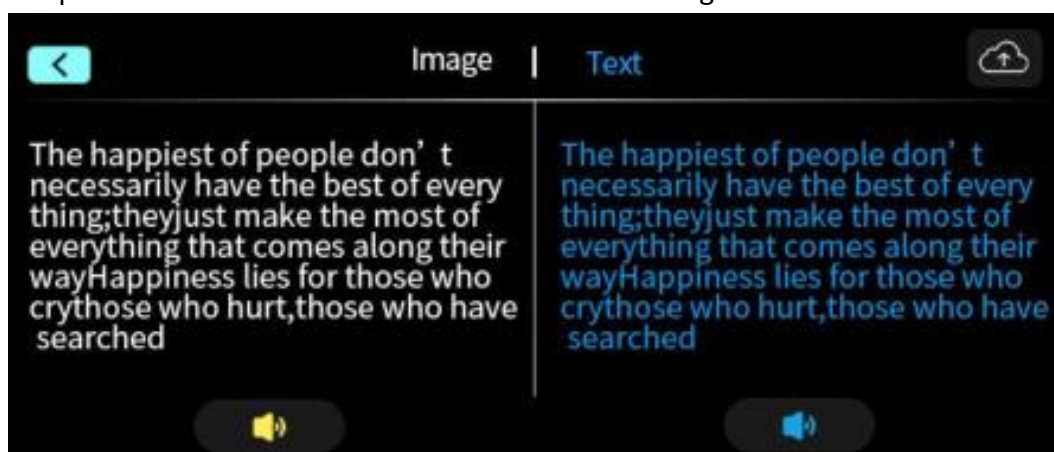 Image | Text
The happiest of people don't
necessarily have the best of every
thing;theyjust make the most of
everything that comes along their
wayHappiness lies for those who
crythose who hurt,those who have
searched
The happiest of people don't
necessarily have the best of every
thing;theyjust make the most of
everything that comes along their
wayHappiness lies for those who
crythose who hurt,those who have
searched